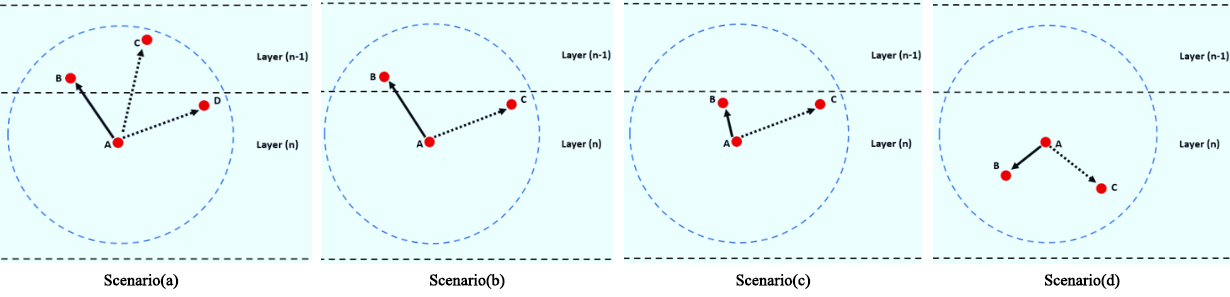 C
Layer (n-1)
B
D
A
Layer (n)
Scenario(a)
Layer (n-1)
B
C
A
Layer (n)
Scenario(b)
Layer (n-1)
B
C
A
Layer (n)
Scenario(c)
Layer (n-1)
A
Layer (n)
B
C
Scenario(d)